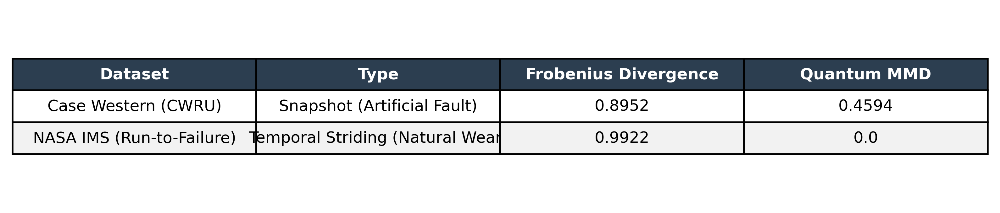 Dataset Type Frobenius Divergence Quantum MMD
Case Western (CWRU) Snapshot (Artificial Fault) 0.8952 0.4594
NASA IMS (Run-to-Failure) Temporal Striding (Natural Wear 0.9922 0.0